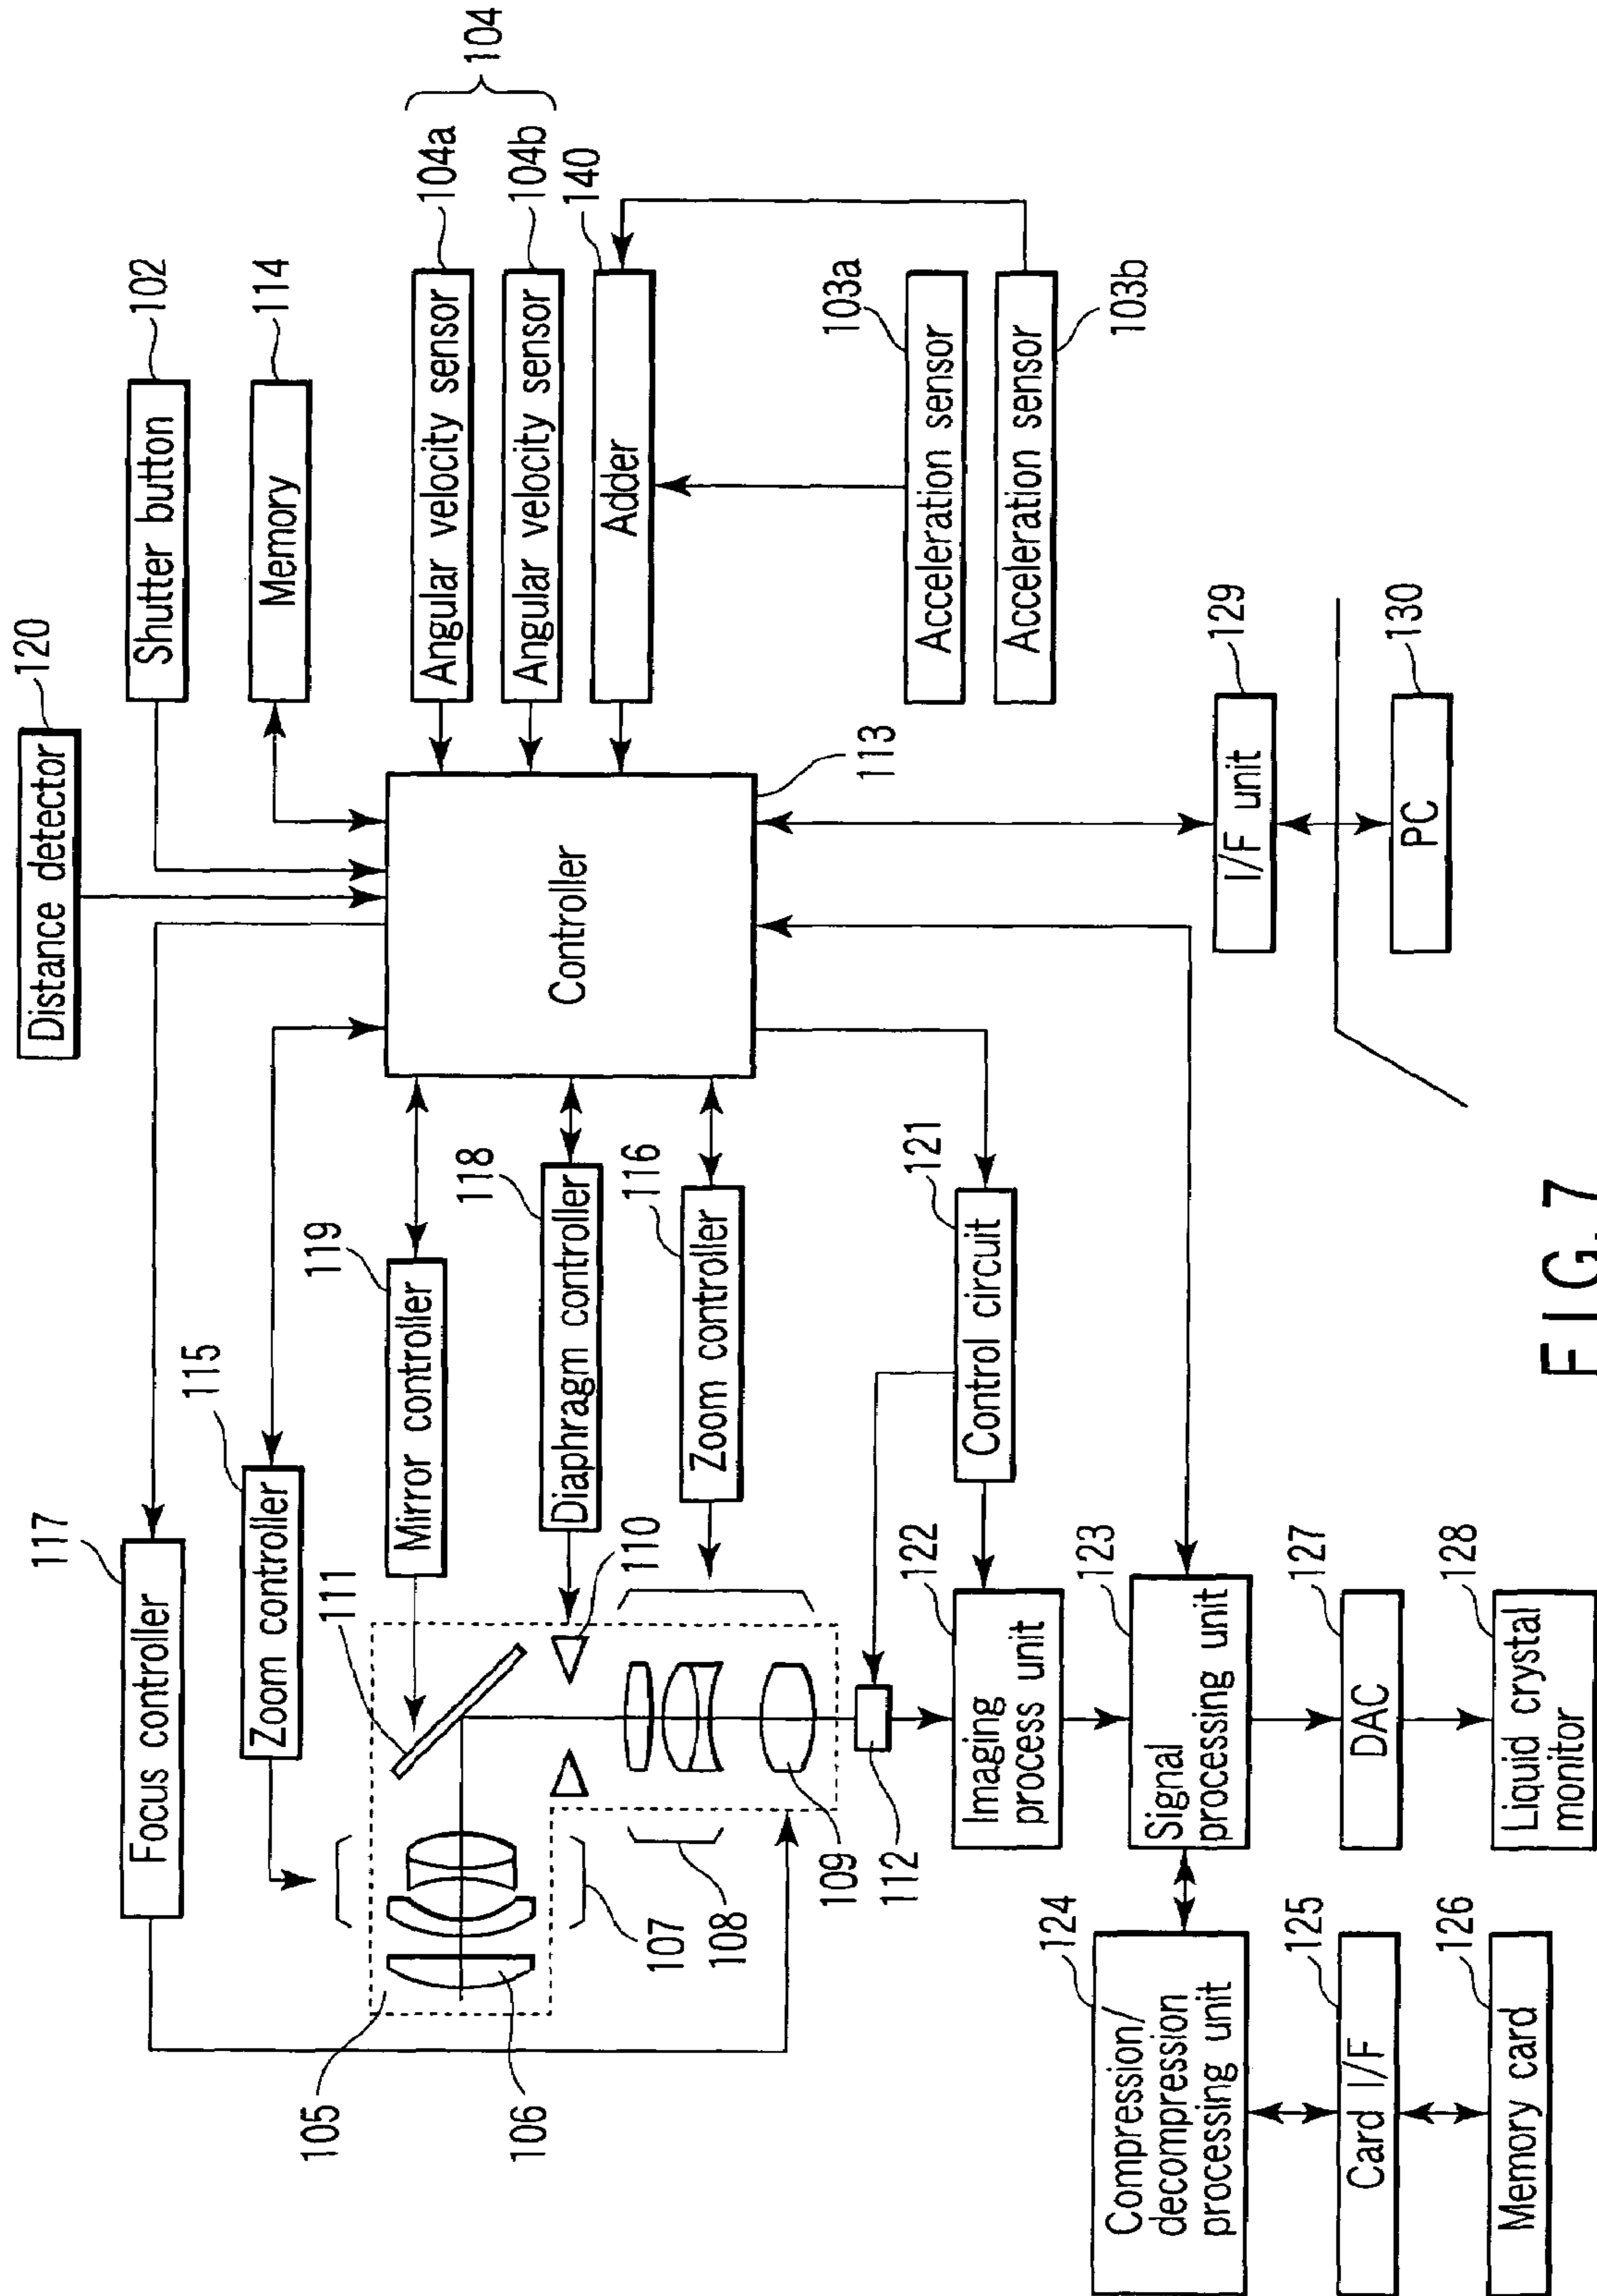 120
Distance detector
102
Shutter button
117
Focus controller
114
Memory
115
Zoom controller
104
104a
Angular velocity sensor
104b
Angular velocity sensor
140
Adder
103a
Acceleration sensor
103b
Acceleration sensor
113
Controller
119
Mirror controller
118
Diaphragm controller
116
Zoom controller
121
Control circuit
111
110
105
106
107
108
109
112
122
Imaging
process unit
123
Signal
processing unit
124
Compression/
decompression
processing unit
125
Card I/F
126
Memory card
127
DAC
128
Liquid crystal
monitor
129
I/F unit
130
PC
FIG. 7